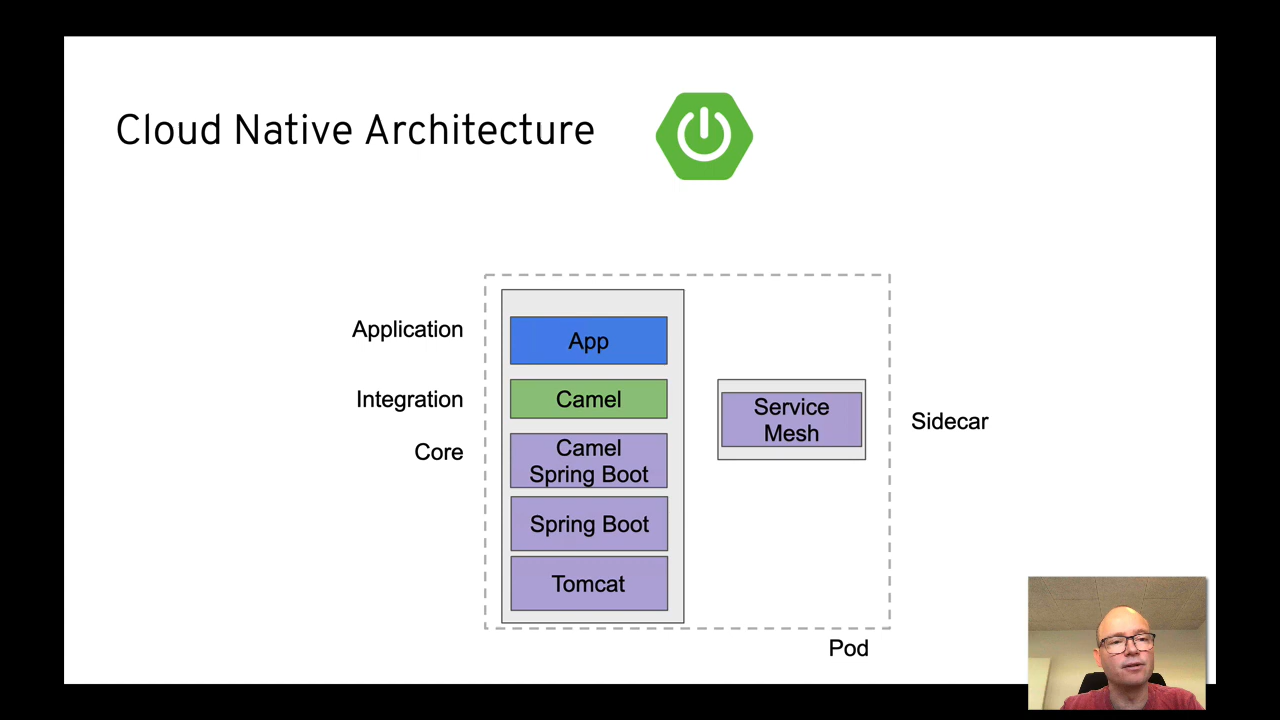 Cloud Native Architecture
Application
App
Integration
Camel
Core
Camel
Spring Boot
Spring Boot
Tomcat
Service
Mesh
Sidecar
Pod